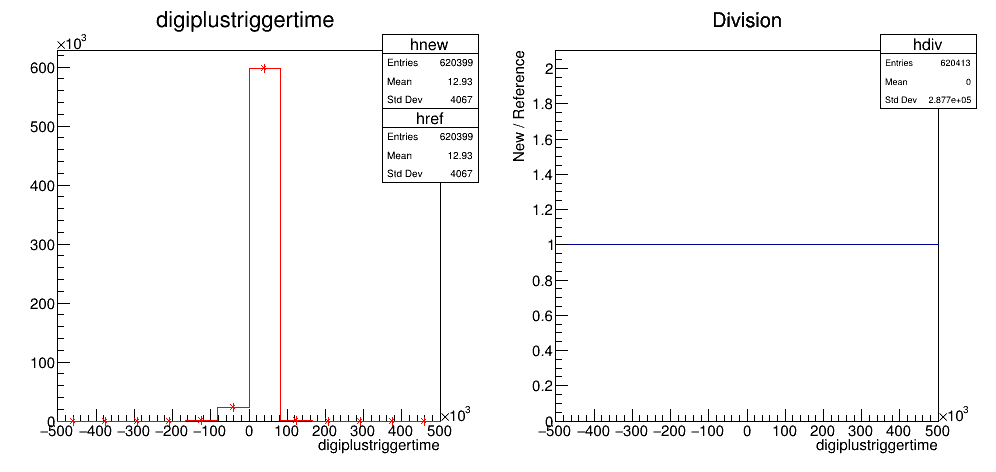 digiplustriggertime
×10³
hnew
Entries 620399
Mean 12.93
Std Dev 4067
href
Entries 620399
Mean 12.93
Std Dev 4067
600
500
400
300
200
100
0
−500 −400 −300 −200 −100 0 100 200 300 400 500
×10³
digiplustriggertime
Division
hdiv
Entries 620413
Mean 0
Std Dev 2.877e+05
New / Reference
2
1.8
1.6
1.4
1.2
1
0.8
0.6
0.4
0.2
0
−500 −400 −300 −200 −100 0 100 200 300 400 500
×10³
digiplustriggertime